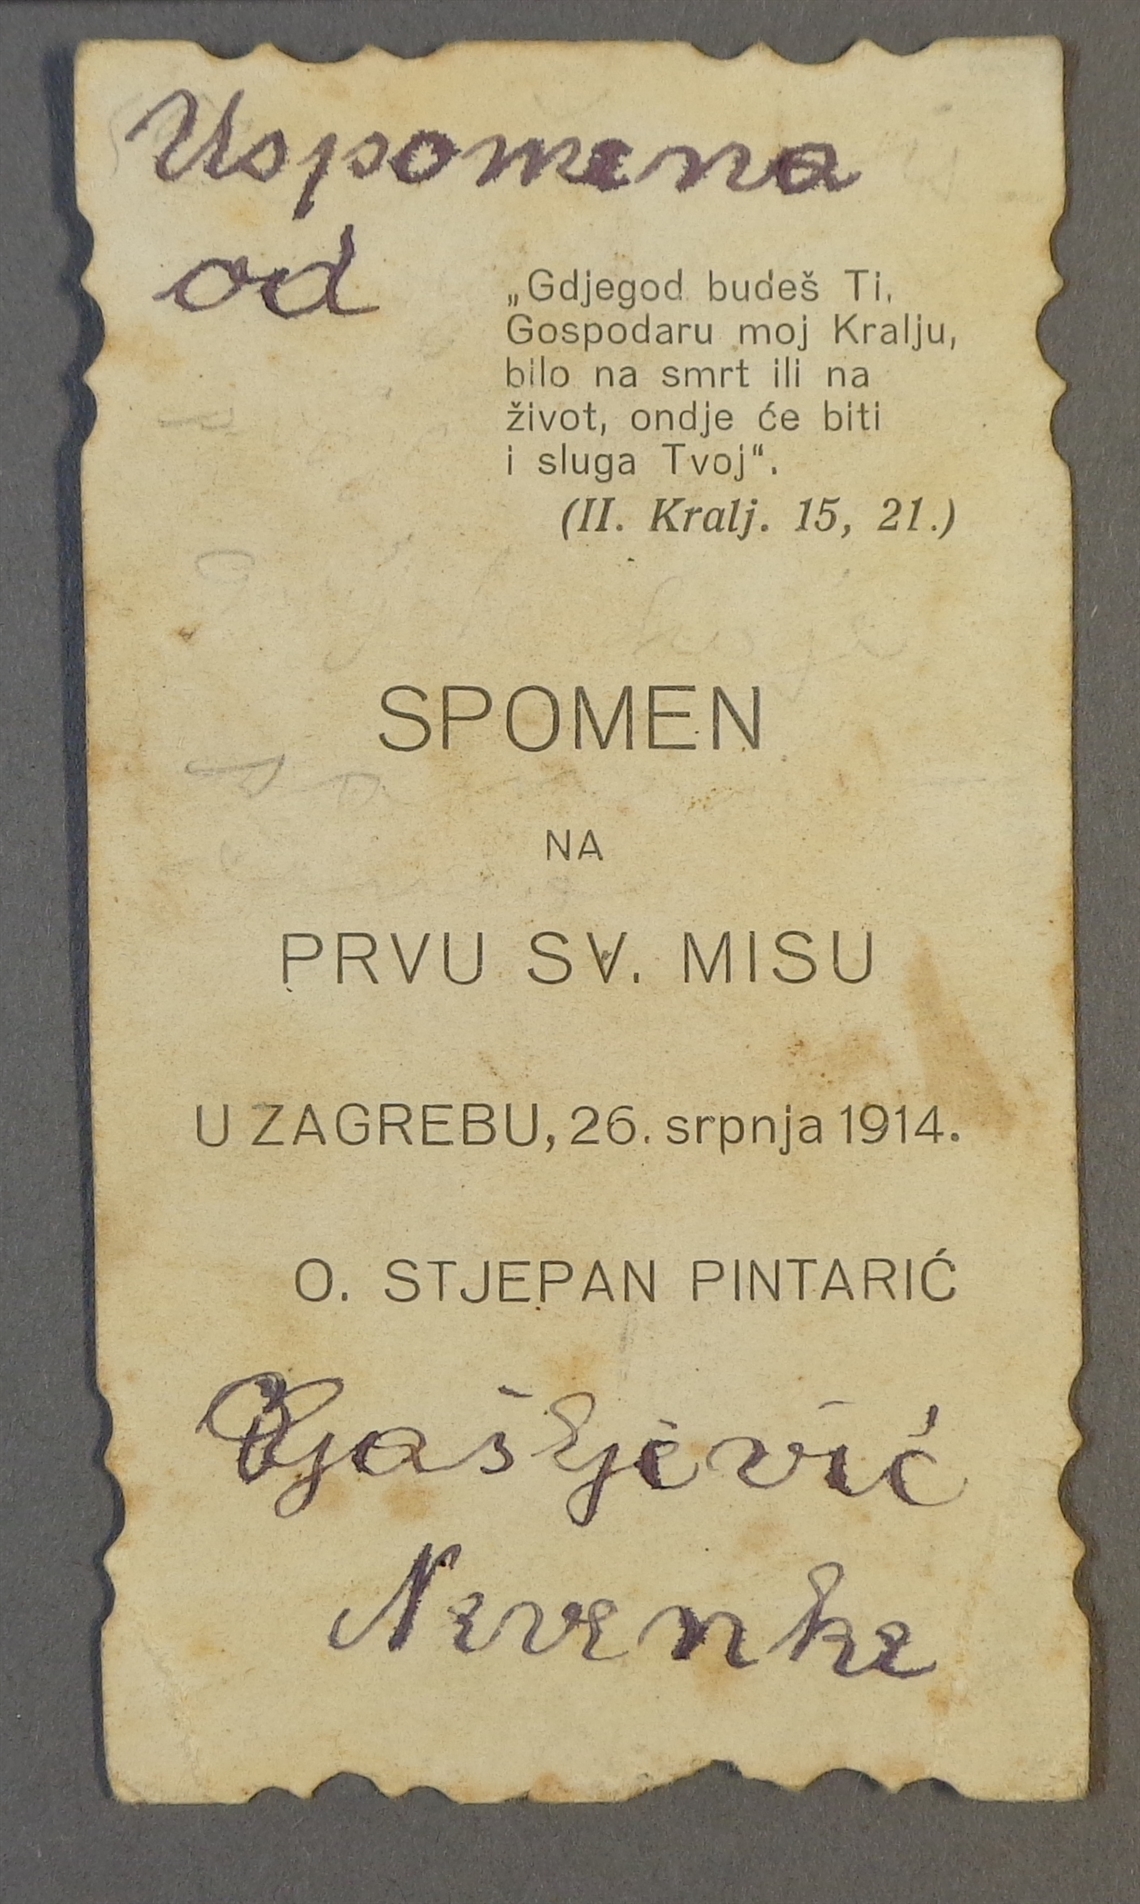 Uspomena
od
„Gdjegod budeš Ti,
Gospodaru moj Kralju,
bilo na smrt ili na
život, ondje će biti
i sluga Tvoj“.
(II. Kralj. 15, 21.)
SPOMEN
NA
PRVU SV. MISU
U ZAGREBU, 26. srpnja 1914.
O. STJEPAN PINTARIĆ
Nevenke